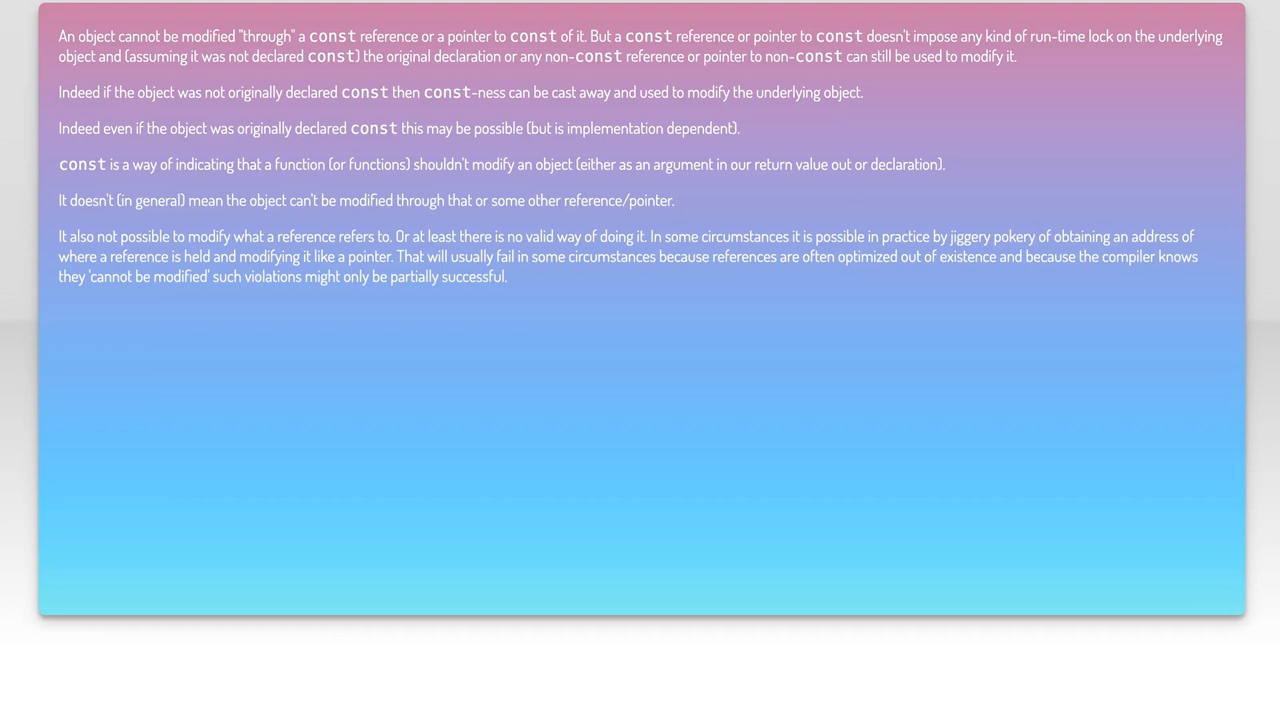 An object cannot be modified "through" a const reference or a pointer to const of it. But a const reference or pointer to const doesn't impose any kind of run-time lock on the underlying
object and (assuming it was not declared const) the original declaration or any non-const reference or pointer to non-const can still be used to modify it.
Indeed if the object was not originally declared const then const-ness can be cast away and used to modify the underlying object.
Indeed even if the object was originally declared const this may be possible (but is implementation dependent).
const is a way of indicating that a function (or functions) shouldn't modify an object (either as an argument in our return value out or declaration).
It doesn't (in general) mean the object can't be modified through that or some other reference/pointer.
It also not possible to modify what a reference refers to. Or at least there is no valid way of doing it. In some circumstances it is possible in practice by jiggery pokery of obtaining an address of
where a reference is held and modifying it like a pointer. That will usually fail in some circumstances because references are often optimized out of existence and because the compiler knows
they 'cannot be modified' such violations might only be partially successful.